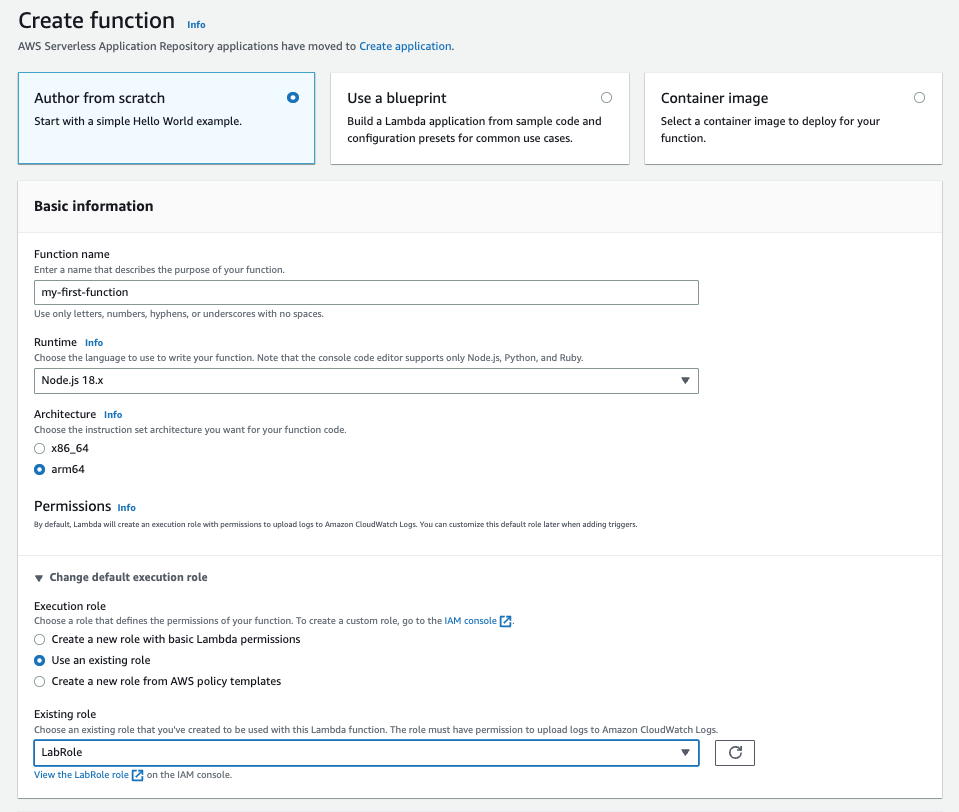 Create function Info
AWS Serverless Application Repository applications have moved to Create application.
Author from scratch
Start with a simple Hello World example.
Use a blueprint
Build a Lambda application from sample code and
configuration presets for common use cases.
Container image
Select a container image to deploy for your
function.
Basic information
Function name
Enter a name that describes the purpose of your function.
my-first-function
Use only letters, numbers, hyphens, or underscores with no spaces.
Runtime Info
Choose the language to use to write your function. Note that the console code editor supports only Node.js, Python, and Ruby.
Node.js 18.x
Architecture Info
Choose the instruction set architecture you want for your function code.
x86_64
arm64
Permissions Info
By default, Lambda will create an execution role with permissions to upload logs to Amazon CloudWatch Logs. You can customize this default role later when adding triggers.
Change default execution role
Execution role
Choose a role that defines the permissions of your function. To create a custom role, go to the IAM console.
Create a new role with basic Lambda permissions
Use an existing role
Create a new role from AWS policy templates
Existing role
Choose an existing role that you've created to be used with this Lambda function. The role must have permission to upload logs to Amazon CloudWatch Logs.
LabRole
View the LabRole role on the IAM console.